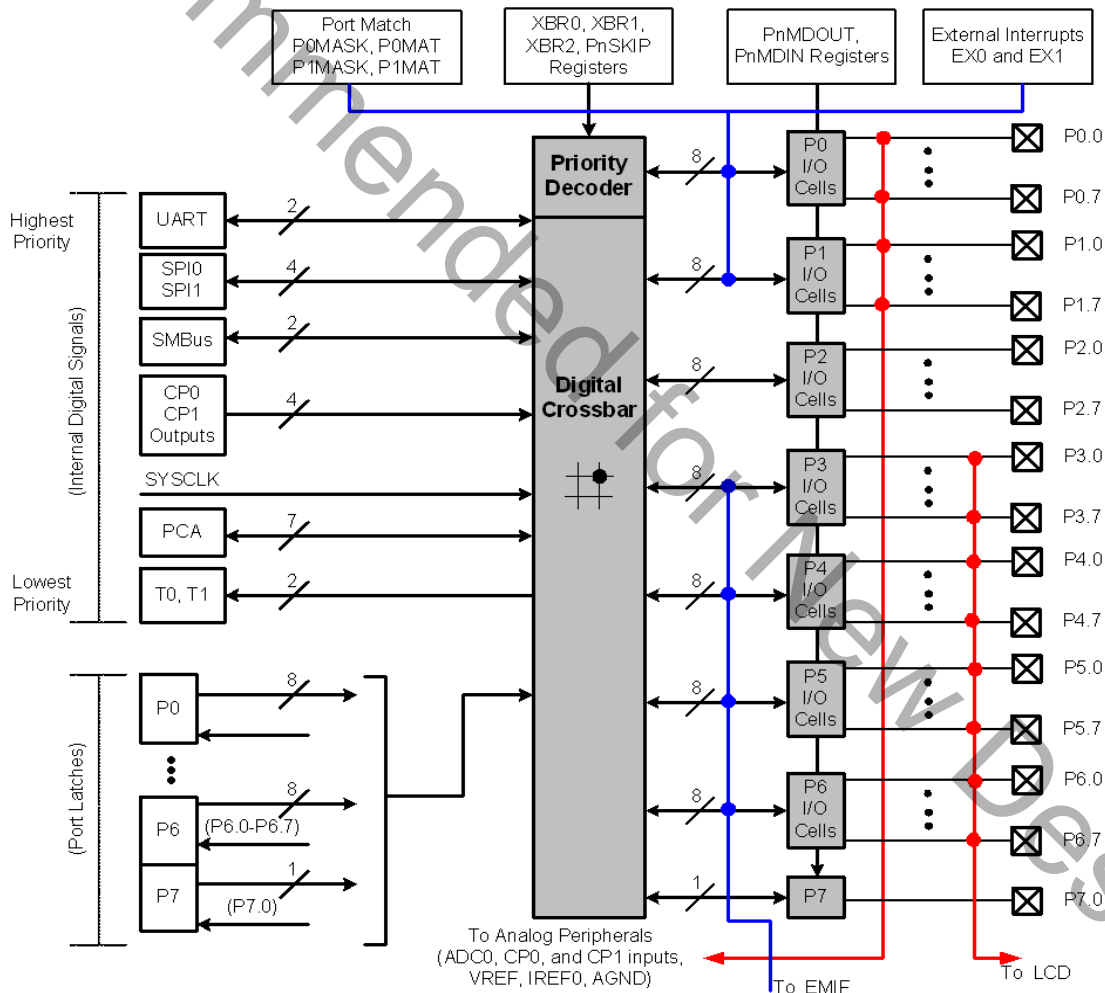 Port Match
P0MASK, P0MAT
P1MASK, P1MAT
XBR0, XBR1,
XBR2, PnSKIP
Registers
PnMDOUT,
PnMDIN Registers
External Interrupts
EX0 and EX1
Highest
Priority
(Internal Digital Signals)
Lowest
Priority
UART
2
SPI0
SPI1
4
SMBus
2
CP0
CP1
Outputs
4
SYSCLK
PCA
7
T0, T1
2
(Port Latches)
P0
8
P6
8
(P6.0-P6.7)
P7
1
(P7.0)
Priority
Decoder
Digital
Crossbar
8
P0
I/O
Cells
P0.0
P0.7
8
P1
I/O
Cells
P1.0
P1.7
8
P2
I/O
Cells
P2.0
P2.7
8
P3
I/O
Cells
P3.0
P3.7
8
P4
I/O
Cells
P4.0
P4.7
8
P5
I/O
Cells
P5.0
P5.7
8
P6
I/O
Cells
P6.0
P6.7
1
P7
P7.0
To Analog Peripherals
(ADC0, CP0, and CP1 inputs,
VREF, IREF0, AGND)
To EMIF
To LCD
mmended for New Des